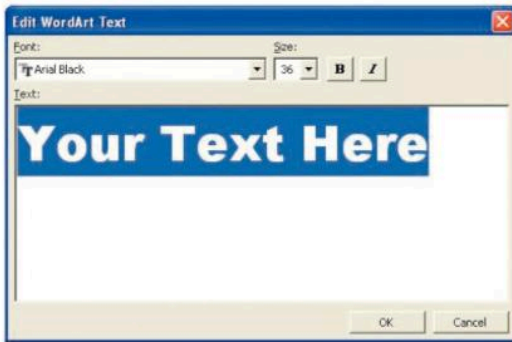 Edit WordArt Text
Font: Size:
Arial Black 36 B I
Text:
Your Text Here
OK Cancel